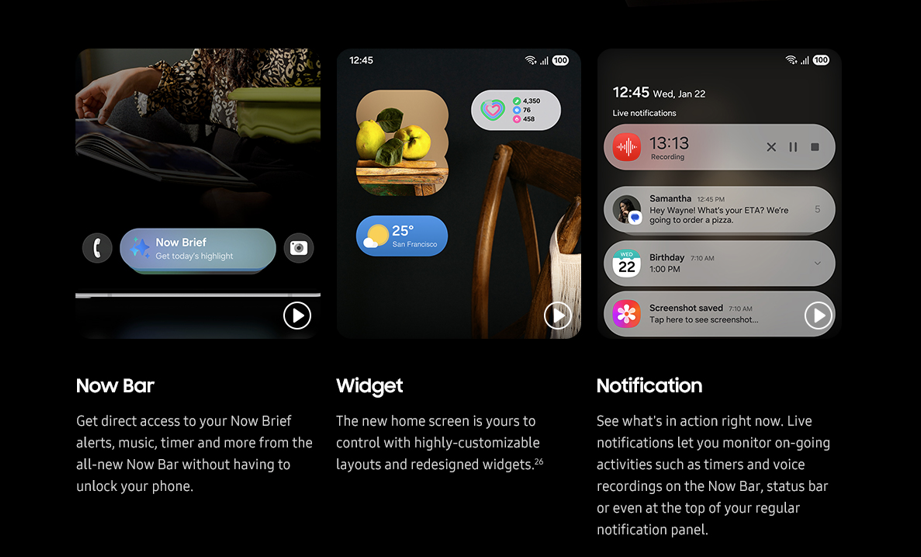 12:45
100
12:45 Wed, Jan 22
100
Live notifications
13:13
Recording
Samantha 12:45 PM
Hey Wayne! What's your ETA? We're
going to order a pizza.
5
WED
22
Birthday 7:10 AM
1:00 PM
Screenshot saved 7:10 AM
Tap here to see screenshot...
4,350
76
458
25°
San Francisco
Now Brief
Get today's highlight
Now Bar
Get direct access to your Now Brief
alerts, music, timer and more from the
all-new Now Bar without having to
unlock your phone.
Widget
The new home screen is yours to
control with highly-customizable
layouts and redesigned widgets.26
Notification
See what's in action right now. Live
notifications let you monitor on-going
activities such as timers and voice
recordings on the Now Bar, status bar
or even at the top of your regular
notification panel.